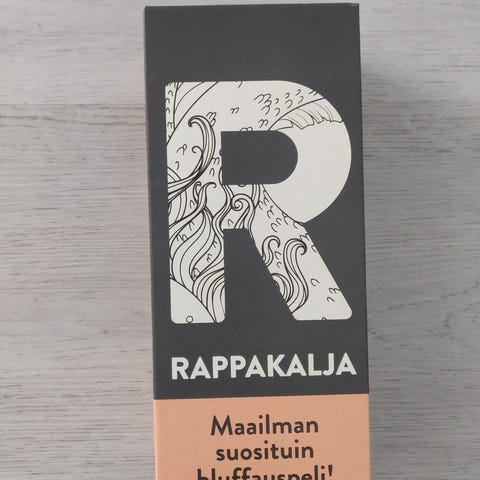 R
RAPPAKALJA
Maailman
suosituin
bluffauspeli!